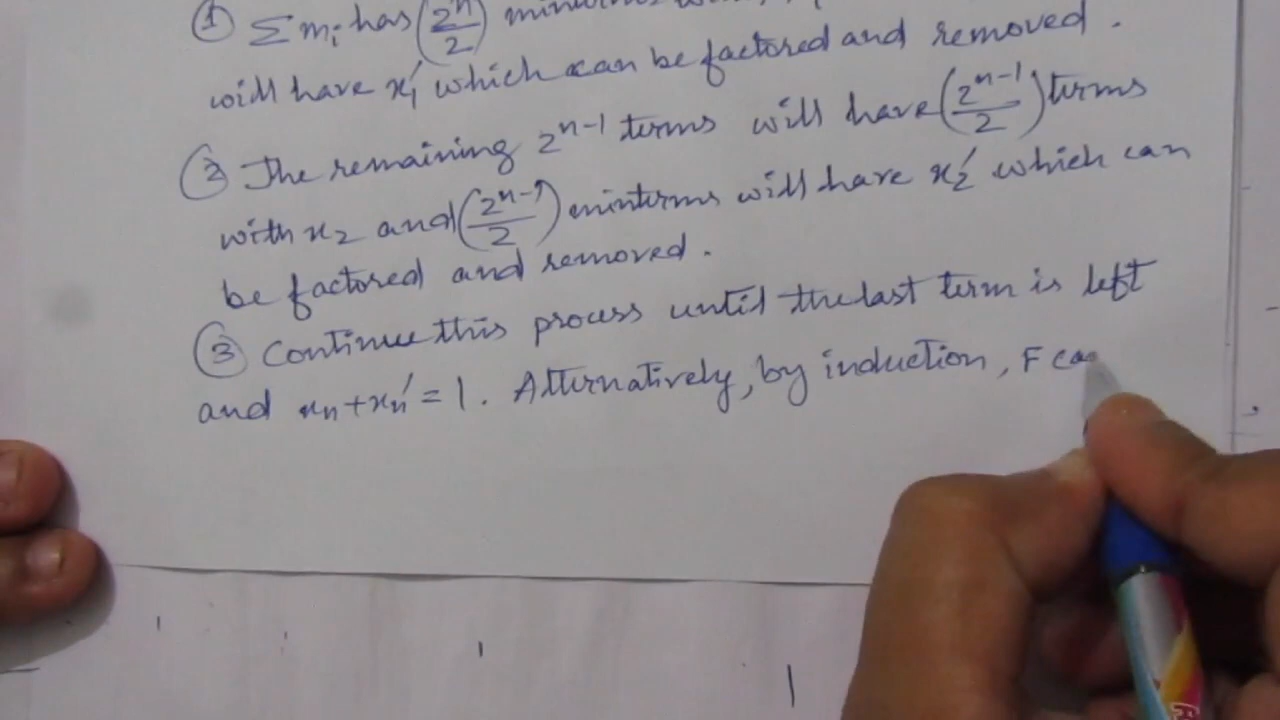 ① Σ mᵢ has (2ⁿ/2) minterms
will have x₁' which can be factored and removed.
② The remaining 2ⁿ⁻¹ terms will have (2ⁿ⁻¹/2) terms
with x₂ and (2ⁿ⁻¹/2) minterms will have x₂' which can
be factored and removed.
③ Continue this process until the last term is left
and xₙ + xₙ' = 1. Alternatively, by induction, F ca